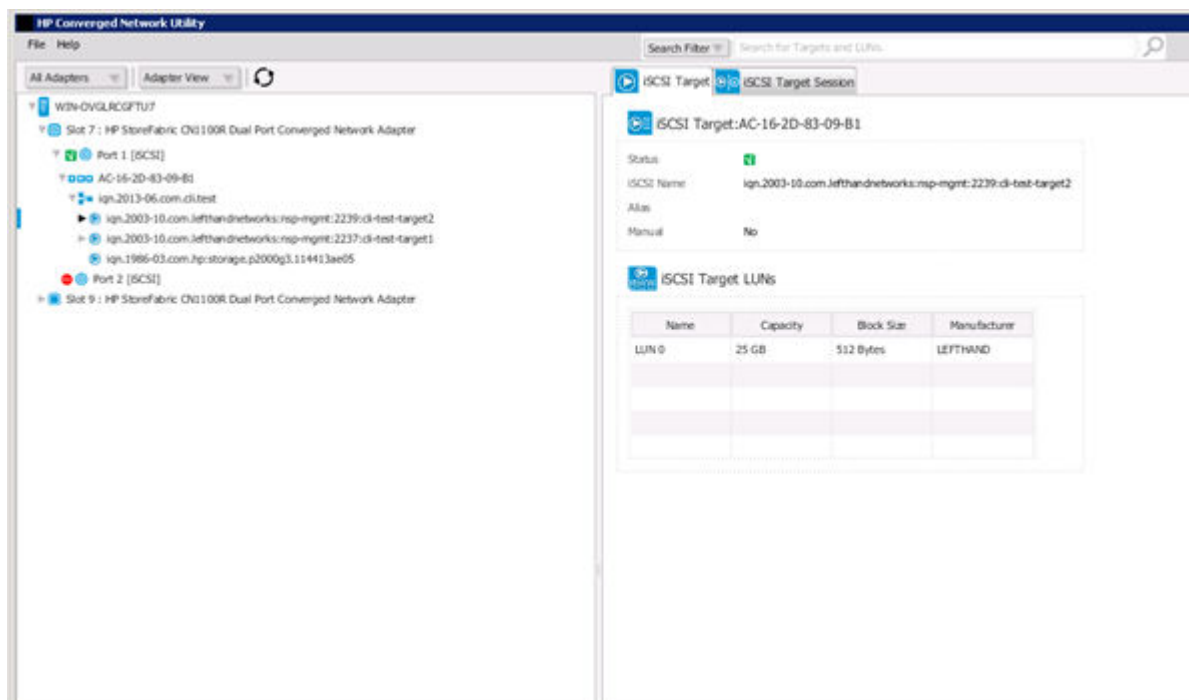 HP Converged Network Utility
File Help
Search Filter Search for Targets and LUNs.
All Adapters Adapter View
iSCSI Target iSCSI Target Session
WIN-OVGLRCGFTU7
Slot 7 : HP StoreFabric CN1100R Dual Port Converged Network Adapter
Port 1 [iSCSI]
AC-16-2D-83-09-B1
iqn.2013-06.com.cli.test
iqn.2003-10.com.lefthandnetworks:nsp-mgmt:2239:cli-test-target2
iqn.2003-10.com.lefthandnetworks:nsp-mgmt:2237:cli-test-target1
iqn.1986-03.com.hp:storage.p2000g3.114413ae05
Port 2 [iSCSI]
Slot 9 : HP StoreFabric CN1100R Dual Port Converged Network Adapter
iSCSI Target:AC-16-2D-83-09-B1
Status
iSCSI Name iqn.2003-10.com.lefthandnetworks:nsp-mgmt:2239:cli-test-target2
Alias
Manual No
iSCSI Target LUNs
Name Capacity Block Size Manufacturer
LUN 0 25 GB 512 Bytes LEFTHAND